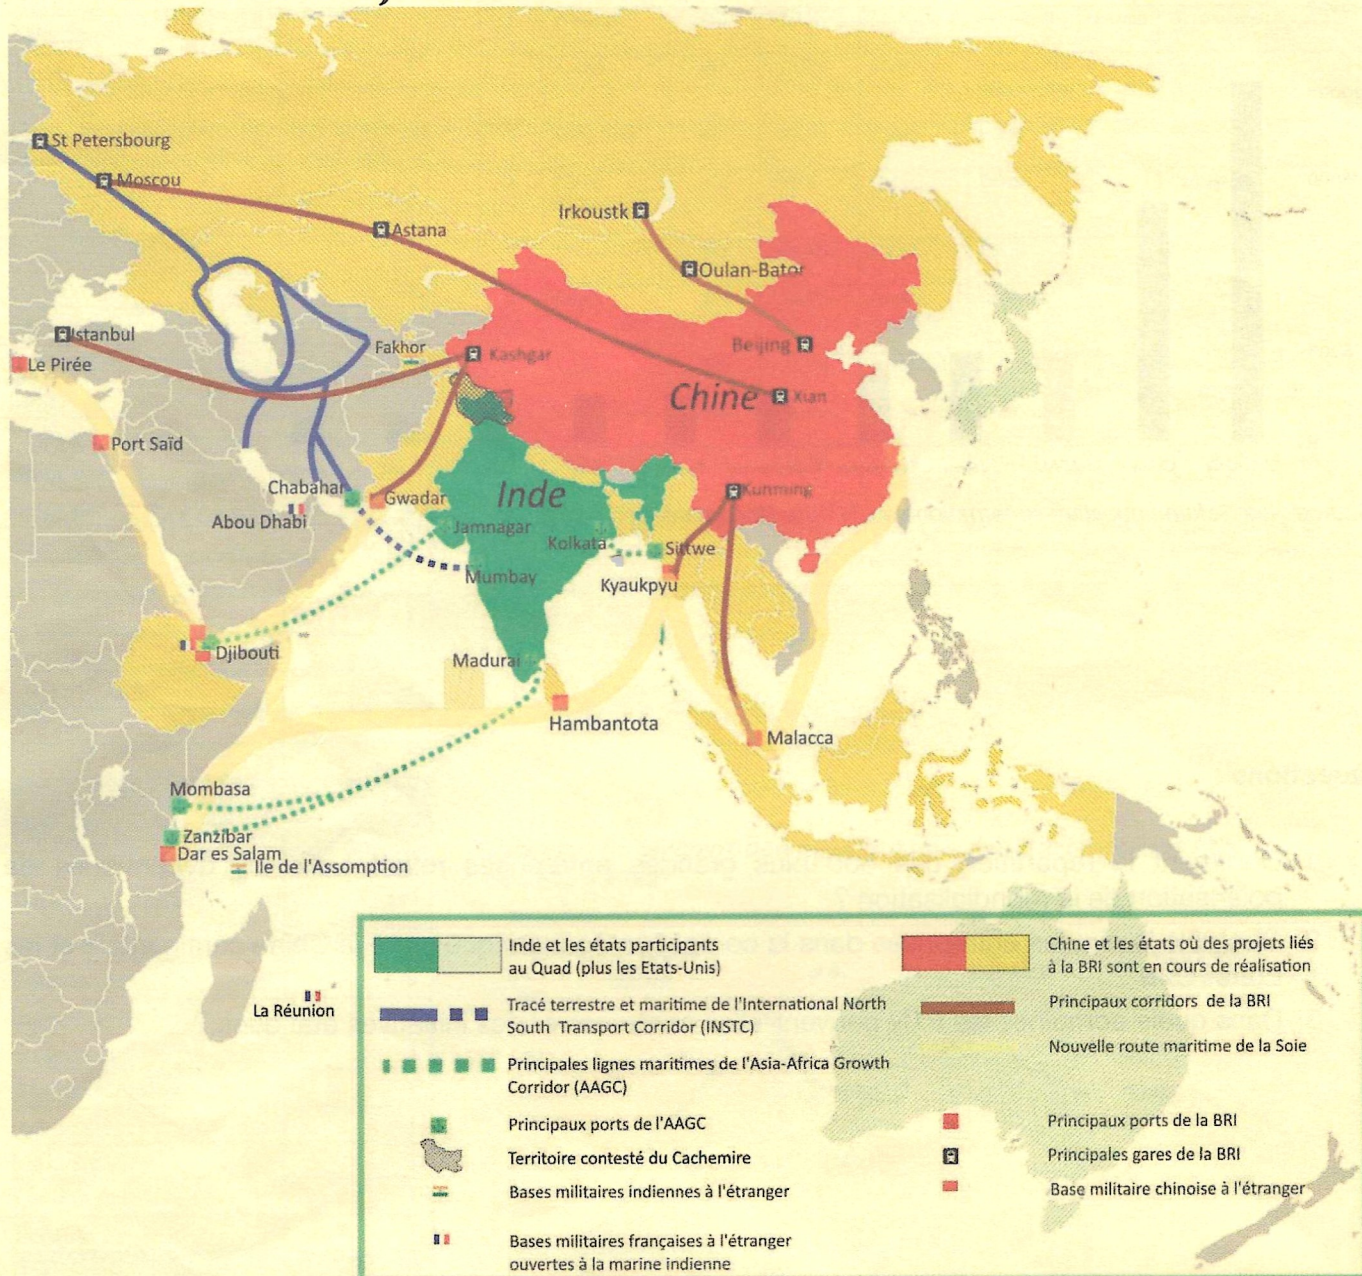 St Petersbourg
Moscou
Astana
Irkoustk
Oulan-Bator
Istanbul
Beijing
Fakhor
Kashgar
Le Pirée
Chine
Xian
Port Saïd
Chabahar
Gwadar
Inde
Kunming
Abou Dhabi
Jamnagar
Kolkata
Sittwe
Mumbay
Kyaukpyu
Djibouti
Madurai
Hambantota
Malacca
Mombasa
Zanzibar
Dar es Salam
Ile de l'Assomption
La Réunion
Inde et les états participants
au Quad (plus les Etats-Unis)
Tracé terrestre et maritime de l'International North
South Transport Corridor (INSTC)
Principales lignes maritimes de l'Asia-Africa Growth
Corridor (AAGC)
Principaux ports de l'AAGC
Territoire contesté du Cachemire
Bases militaires indiennes à l'étranger
Bases militaires françaises à l'étranger
ouvertes à la marine indienne
Chine et les états où des projets liés
à la BRI sont en cours de réalisation
Principaux corridors de la BRI
Nouvelle route maritime de la Soie
Principaux ports de la BRI
Principales gares de la BRI
Base militaire chinoise à l'étranger